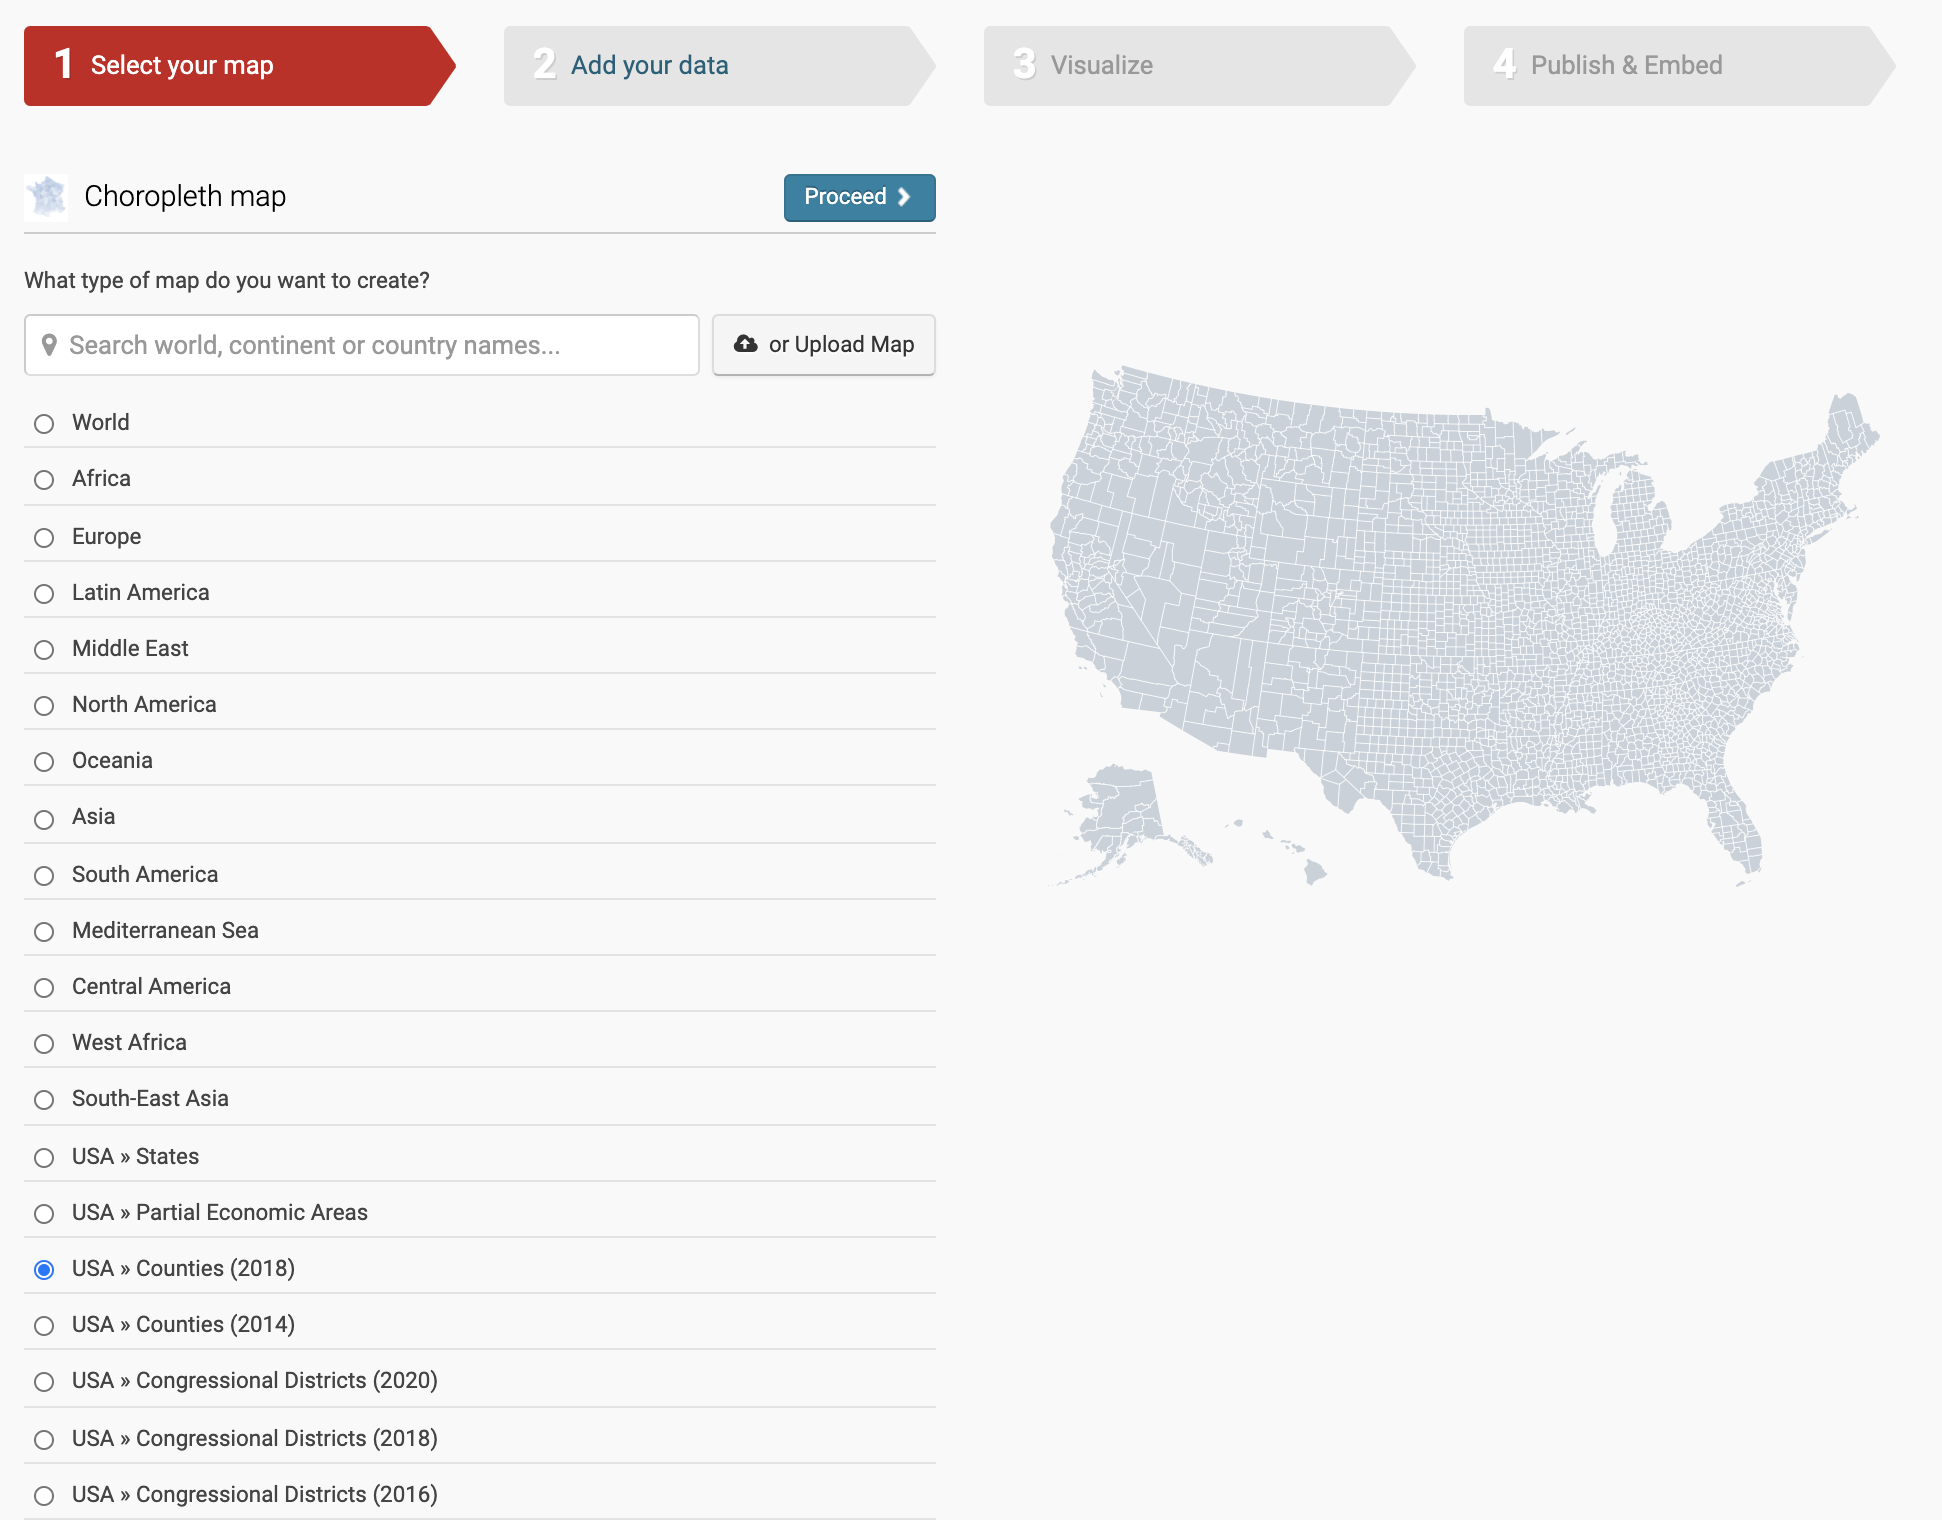 1 Select your map
2 Add your data
3 Visualize
4 Publish & Embed
Choropleth map
Proceed
What type of map do you want to create?
Search world, continent or country names...
or Upload Map
World
Africa
Europe
Latin America
Middle East
North America
Oceania
Asia
South America
Mediterranean Sea
Central America
West Africa
South-East Asia
USA » States
USA » Partial Economic Areas
USA » Counties (2018)
USA » Counties (2014)
USA » Congressional Districts (2020)
USA » Congressional Districts (2018)
USA » Congressional Districts (2016)